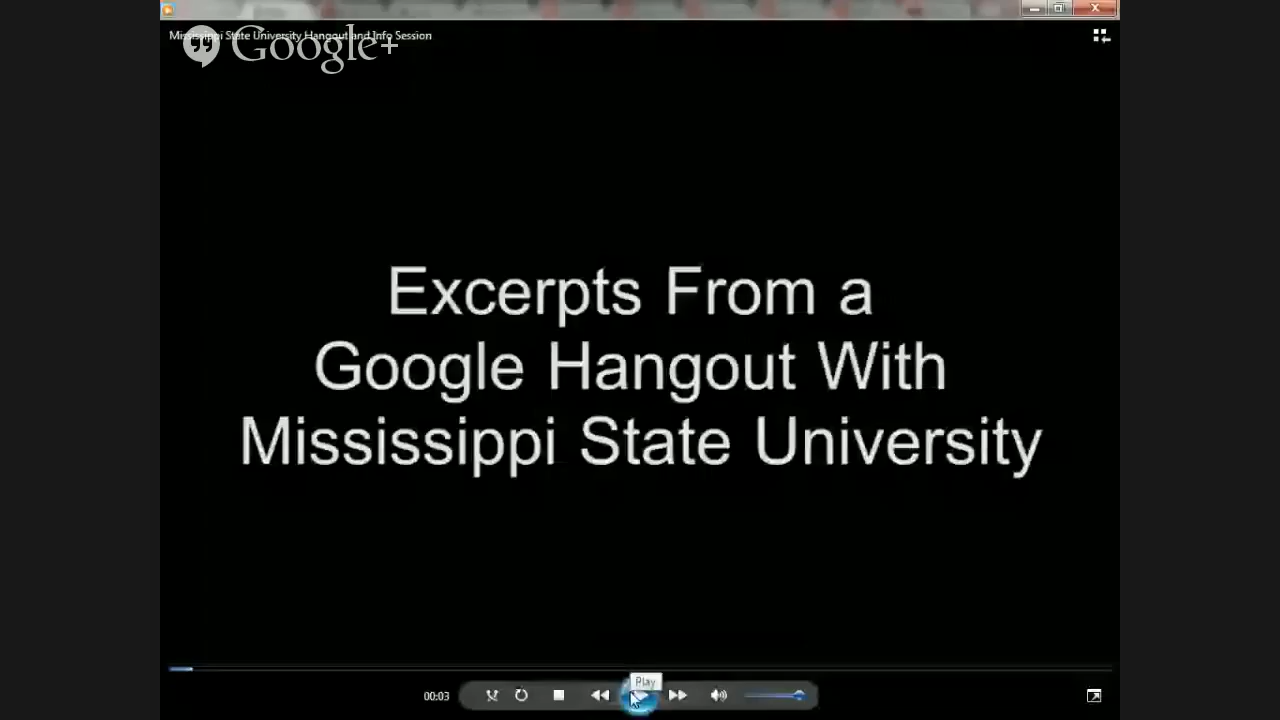 Mississippi State University Hangout and Info Session
Google+
Excerpts From a
Google Hangout With
Mississippi State University
Play
00:03